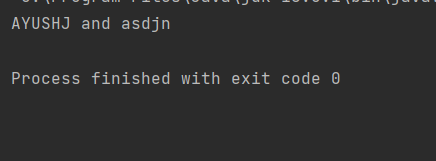 AYUSHJ and asdjn
Process finished with exit code 0